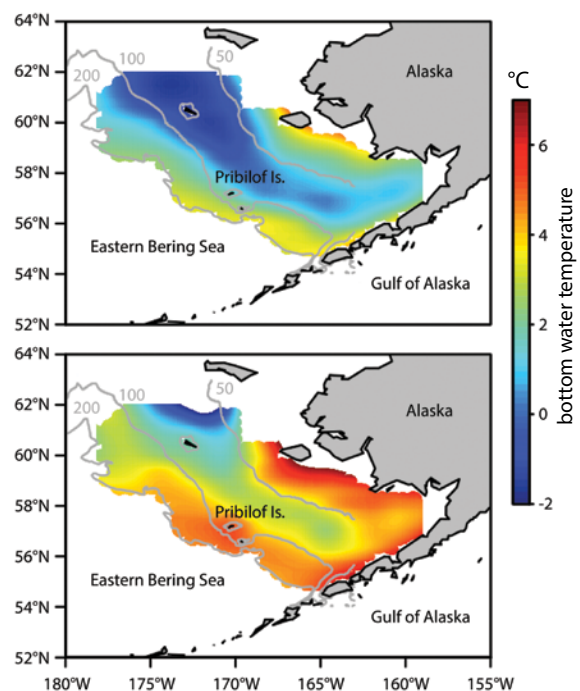 64°N
62°N
60°N
58°N
56°N
54°N
52°N
200
100
50
Alaska
Pribilof Is.
Eastern Bering Sea
Gulf of Alaska
°C
6
4
2
0
-2
bottom water temperature
64°N
62°N
60°N
58°N
56°N
54°N
52°N
200
100
50
Alaska
Pribilof Is.
Eastern Bering Sea
Gulf of Alaska
180°W 175°W 170°W 165°W 160°W 155°W